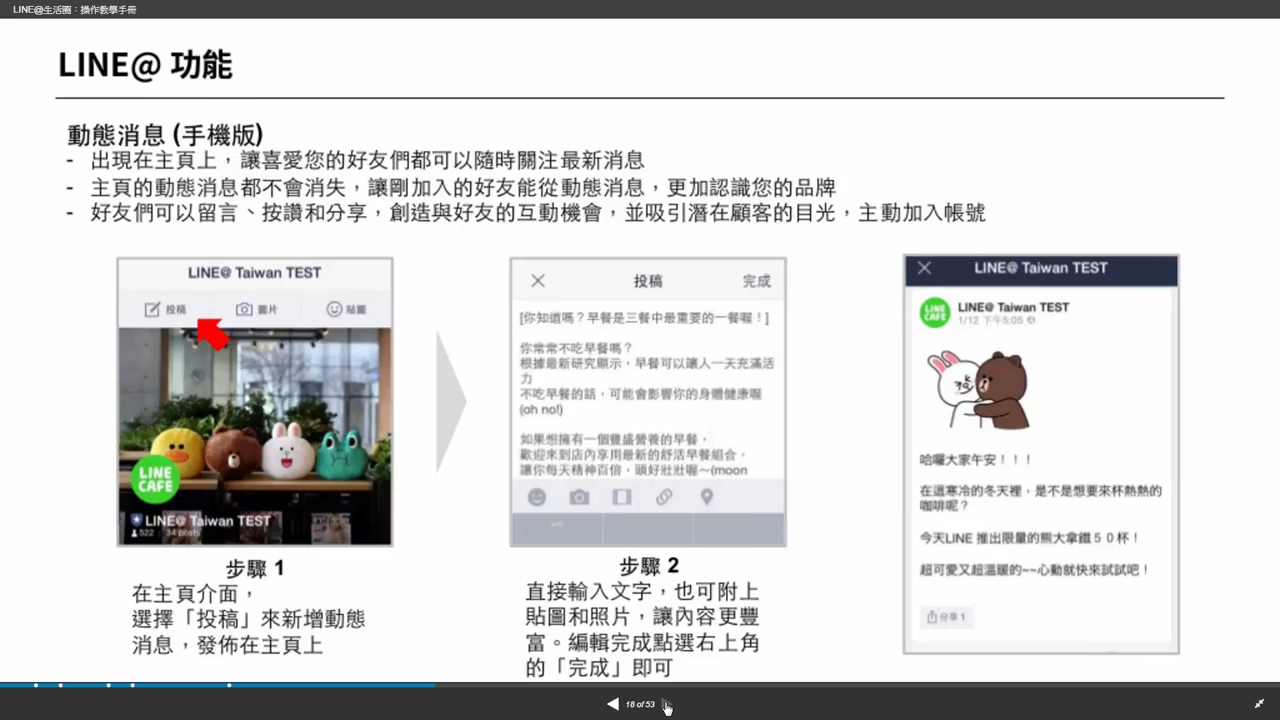 LINE@生活圈：操作教學手冊
LINE@ 功能
動態消息 (手機版)
- 出現在主頁上，讓喜愛您的好友們都可以隨時關注最新消息
- 主頁的動態消息都不會消失，讓剛加入的好友能從動態消息，更加認識您的品牌
- 好友們可以留言、按讚和分享，創造與好友的互動機會，並吸引潛在顧客的目光，主動加入帳號
LINE@ Taiwan TEST
投稿 圖片 貼圖
LINE CAFE
LINE@ Taiwan TEST
522 34 posts
步驟 1
在主頁介面，
選擇「投稿」來新增動態
消息，發佈在主頁上
投稿 完成
[你知道嗎？早餐是三餐中最重要的一餐喔！]
你常常不吃早餐嗎？
根據最新研究顯示，早餐可以讓人一天充滿活
力
不吃早餐的話，可能會影響你的身體健康喔
(oh no!)
如果想擁有一個豐盛營養的早餐，
歡迎來到店內享用最新的舒活早餐組合，
讓你每天精神百倍，頭好壯壯喔～(moon
步驟 2
直接輸入文字，也可附上
貼圖和照片，讓內容更豐
富。編輯完成點選右上角
的「完成」即可
LINE@ Taiwan TEST
LINE CAFE
LINE@ Taiwan TEST
1/12 下午5:05
哈囉大家午安！！！
在這寒冷的冬天裡，是不是想要來杯熱熱的
咖啡呢？
今天LINE 推出限量的熊大拿鐵５０杯！
超可愛又超溫暖的~~心動就快來試試吧！
分享 1
18 of 53